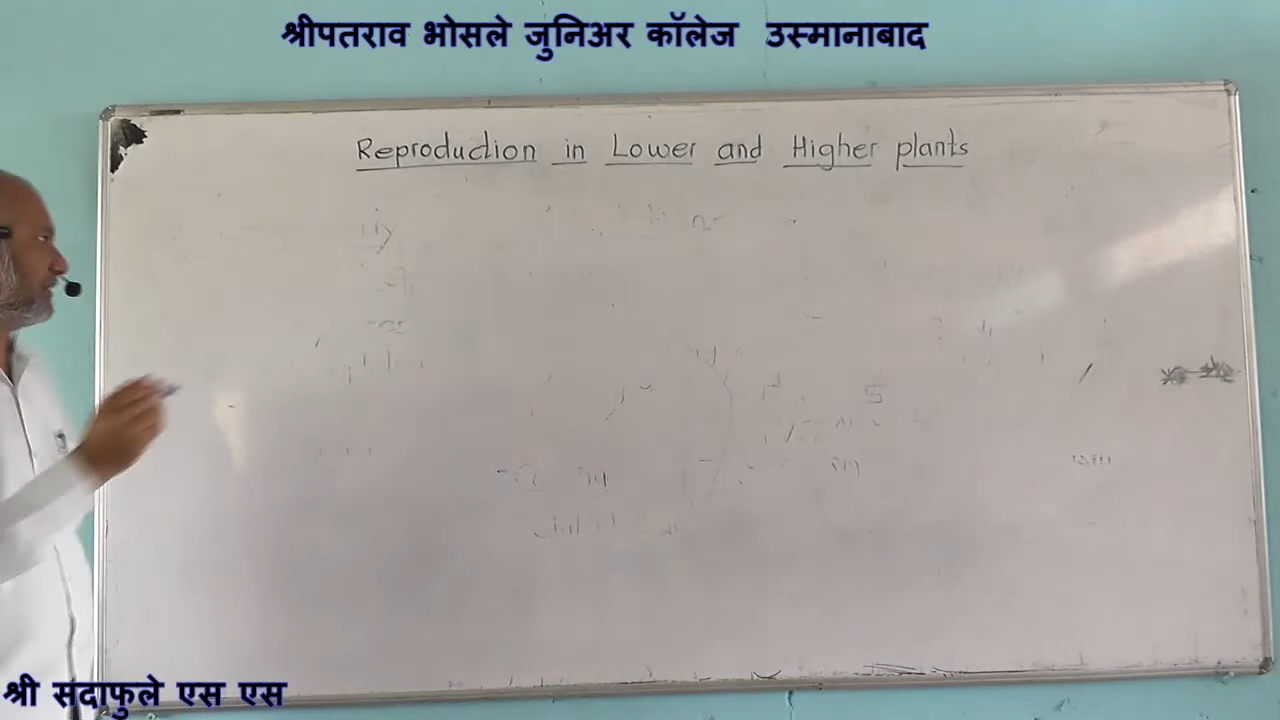 श्रीपतराव भोसले जुनिअर कॉलेज उस्मानाबाद
Reproduction in Lower and Higher plants
श्री सदाफुले एस एस